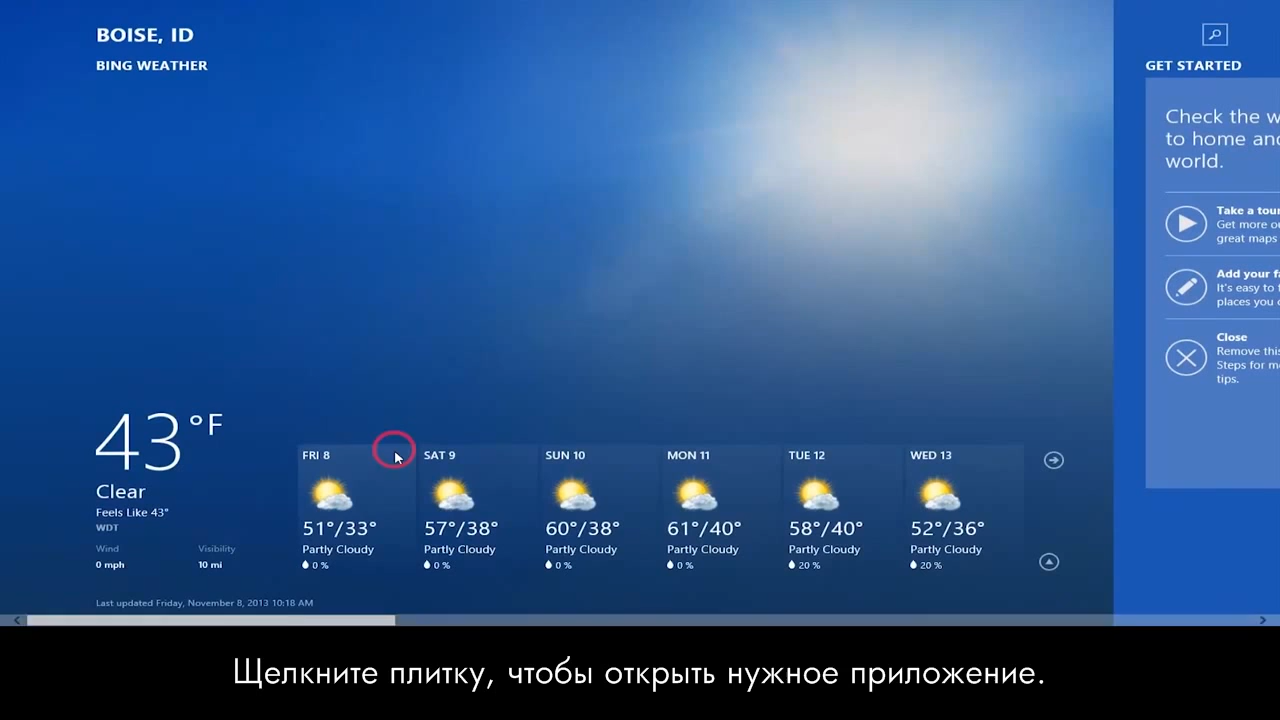 BOISE, ID
BING WEATHER
GET STARTED
Check the w
to home and
world.
Take a tour
Get more ou
great maps
Add your fa
It's easy to
places you c
Close
Remove this
Steps for mo
tips.
43°F
Clear
Feels Like 43°
WDT
Wind Visibility
0 mph 10 mi
FRI 8 SAT 9 SUN 10 MON 11 TUE 12 WED 13
51°/33° 57°/38° 60°/38° 61°/40° 58°/40° 52°/36°
Partly Cloudy Partly Cloudy Partly Cloudy Partly Cloudy Partly Cloudy Partly Cloudy
0 % 0 % 0 % 0 % 20 % 20 %
Last updated Friday, November 8, 2013 10:18 AM
Щелкните плитку, чтобы открыть нужное приложение.